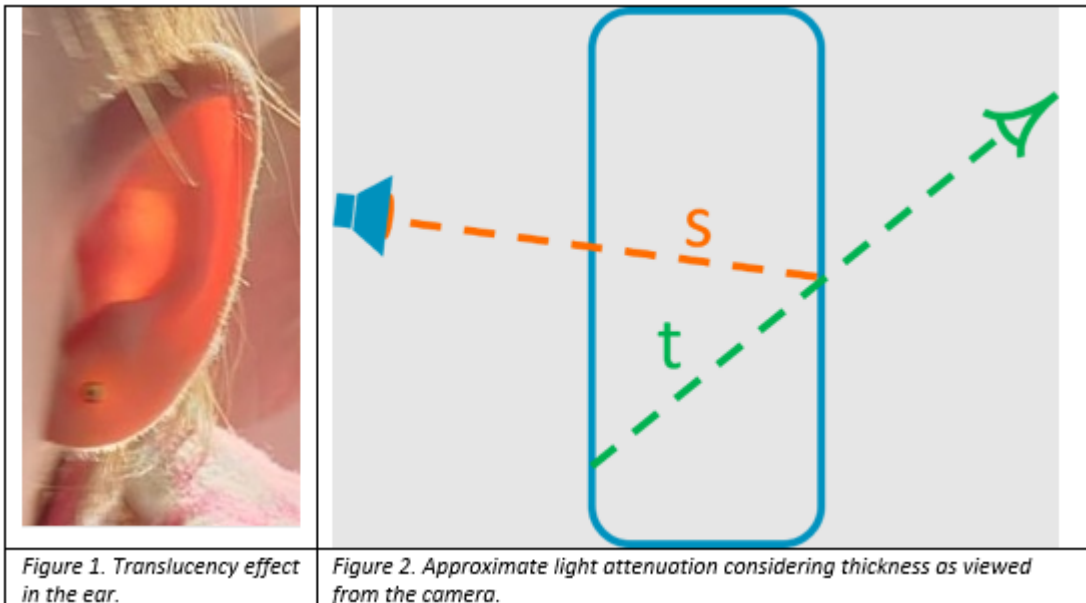 s
t
Figure 1. Translucency effect
in the ear.
Figure 2. Approximate light attenuation considering thickness as viewed
from the camera.